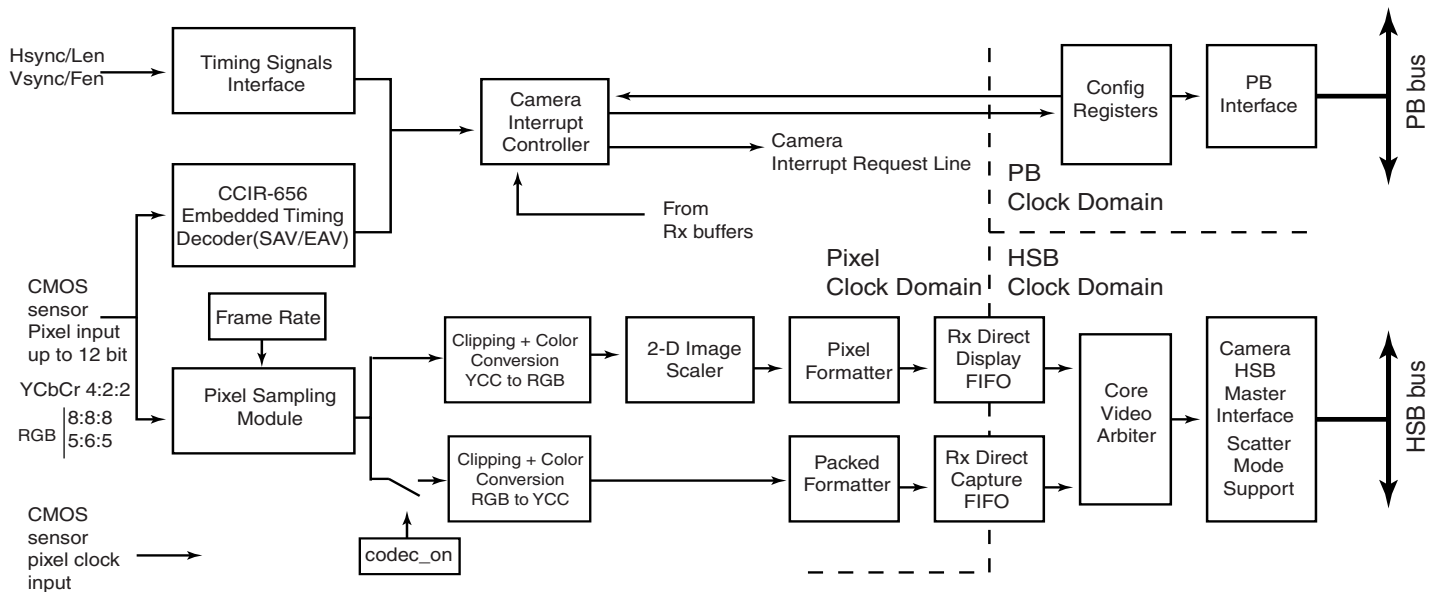 Hsync/Len
Vsync/Fen
Timing Signals
Interface
CCIR-656
Embedded Timing
Decoder(SAV/EAV)
Camera
Interrupt
Controller
Camera
Interrupt Request Line
From
Rx buffers
Config
Registers
PB
Interface
PB bus
PB
Clock Domain
Pixel
Clock Domain
HSB
Clock Domain
CMOS
sensor
Pixel input
up to 12 bit
YCbCr 4:2:2
RGB
8:8:8
5:6:5
Frame Rate
Pixel Sampling
Module
Clipping + Color
Conversion
YCC to RGB
2-D Image
Scaler
Pixel
Formatter
Rx Direct
Display
FIFO
Clipping + Color
Conversion
RGB to YCC
Packed
Formatter
Rx Direct
Capture
FIFO
Core
Video
Arbiter
Camera
HSB
Master
Interface
Scatter
Mode
Support
HSB bus
codec_on
CMOS
sensor
pixel clock
input